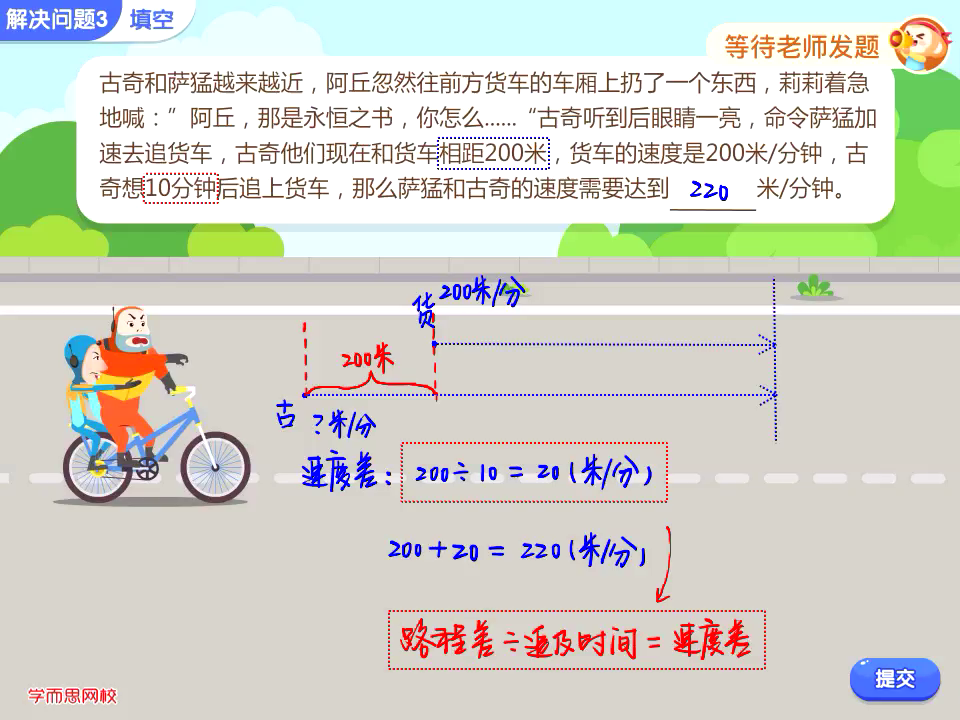 解决问题3 填空
等待老师发题
古奇和萨猛越来越近，阿丘忽然往前方货车的车厢上扔了一个东西，莉莉着急
地喊：”阿丘，那是永恒之书，你怎么......“古奇听到后眼睛一亮，命令萨猛加
速去追货车，古奇他们现在和货车相距200米，货车的速度是200米/分钟，古
奇想10分钟后追上货车，那么萨猛和古奇的速度需要达到 220 米/分钟。
货 200米/分
200米
古 ?米/分
速度差: 200÷10=20(米/分)
200+20=220(米/分)
路程差÷追及时间=速度差
学而思网校
提交